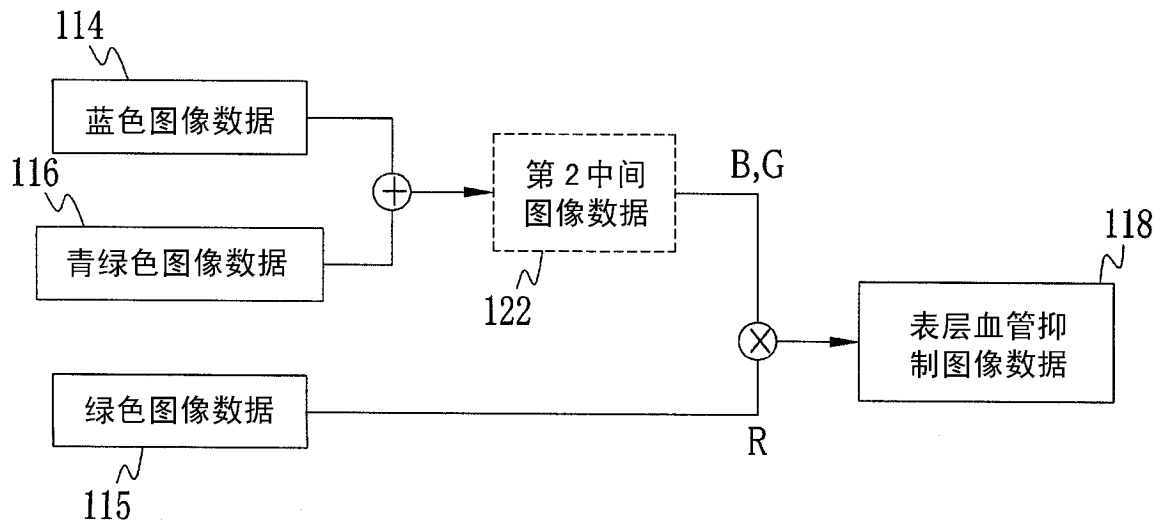 114
蓝色图像数据
116
青绿色图像数据
第2中间
图像数据
122
B,G
118
表层血管抑
制图像数据
绿色图像数据
115
R